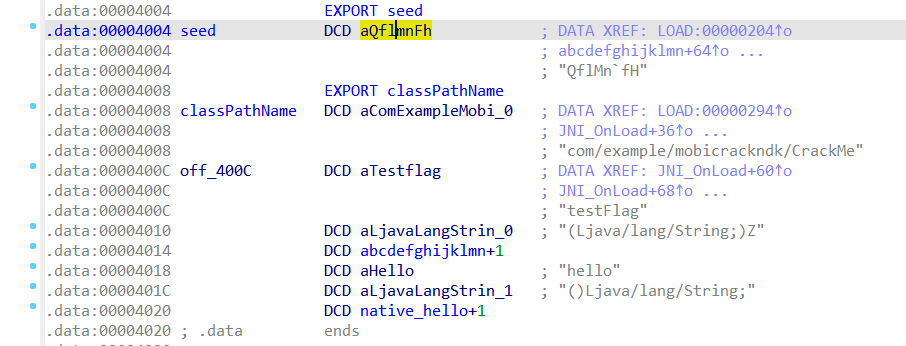 .data:00004004 EXPORT seed
.data:00004004 seed DCD aQflmnFh ; DATA XREF: LOAD:00000204↑o
.data:00004004 ; abcdefghijklmn+64↑o ...
.data:00004004 ; "QflMn`fH"
.data:00004008 EXPORT classPathName
.data:00004008 classPathName DCD aComExampleMobi_0 ; DATA XREF: LOAD:00000294↑o
.data:00004008 ; JNI_OnLoad+36↑o ...
.data:00004008 ; "com/example/mobicrackndk/CrackMe"
.data:0000400C off_400C DCD aTestflag ; DATA XREF: JNI_OnLoad+60↑o
.data:0000400C ; JNI_OnLoad+68↑o ...
.data:0000400C ; "testFlag"
.data:00004010 DCD aLjavaLangStrin_0 ; "(Ljava/lang/String;)Z"
.data:00004014 DCD abcdefghijklmn+1
.data:00004018 DCD aHello ; "hello"
.data:0000401C DCD aLjavaLangStrin_1 ; "()Ljava/lang/String;"
.data:00004020 DCD native_hello+1
.data:00004020 ; .data ends